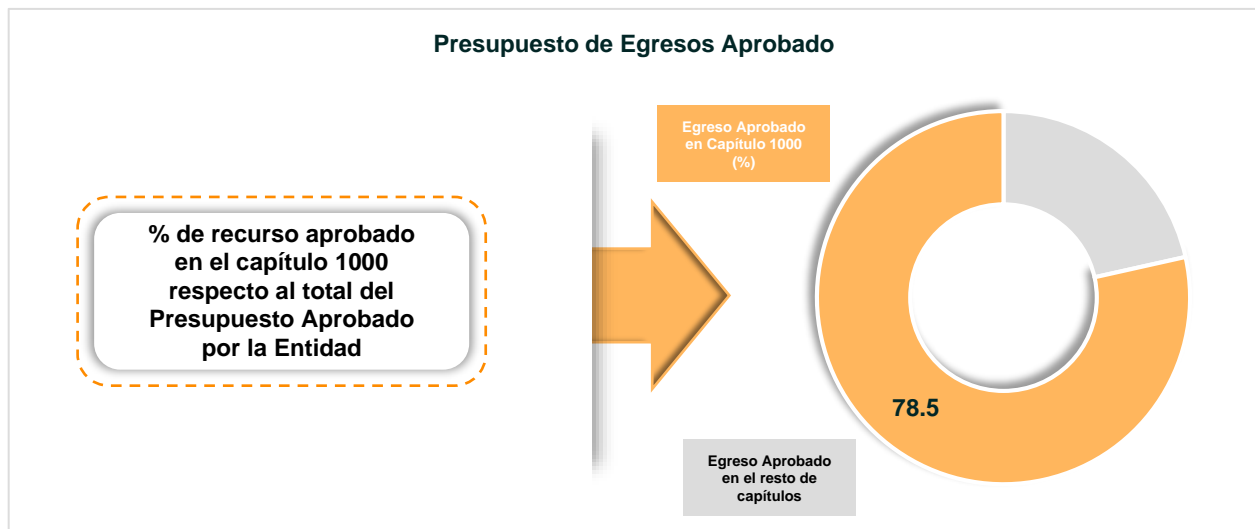 Presupuesto de Egresos Aprobado
% de recurso aprobado
en el capítulo 1000
respecto al total del
Presupuesto Aprobado
por la Entidad
Egreso Aprobado
en Capítulo 1000
(%)
78.5
Egreso Aprobado
en el resto de
capítulos